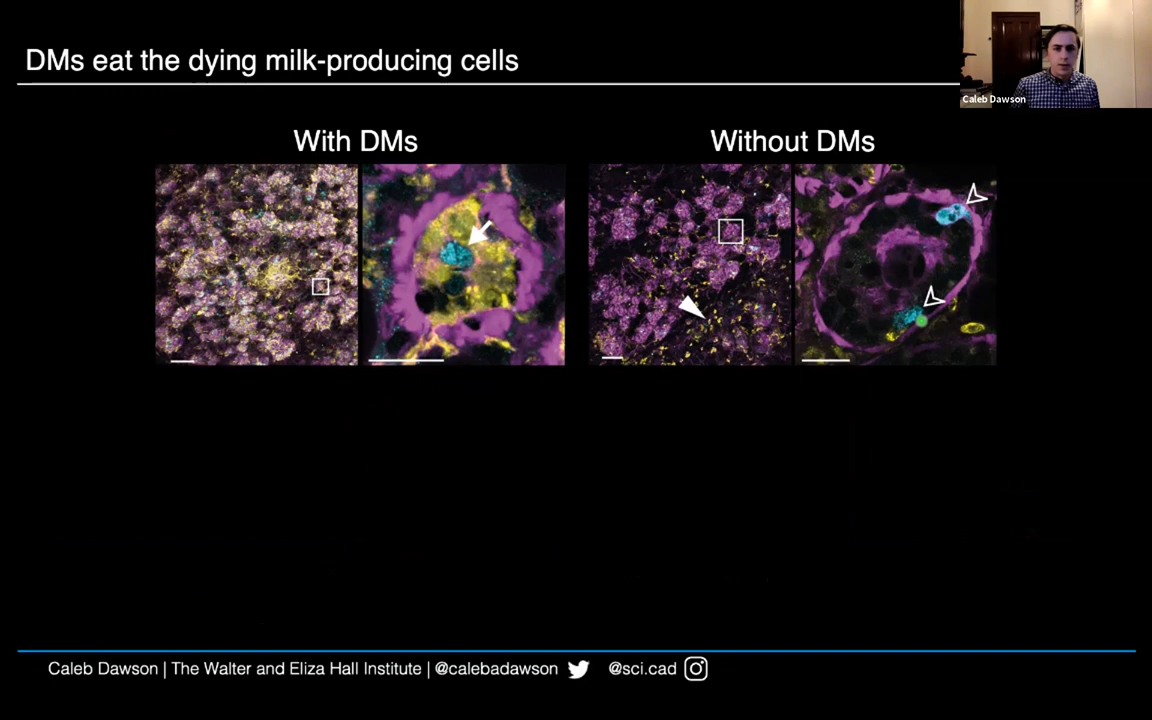 DMs eat the dying milk-producing cells
Caleb Dawson
With DMs
Without DMs
Caleb Dawson | The Walter and Eliza Hall Institute | @calebadawson @sci.cad